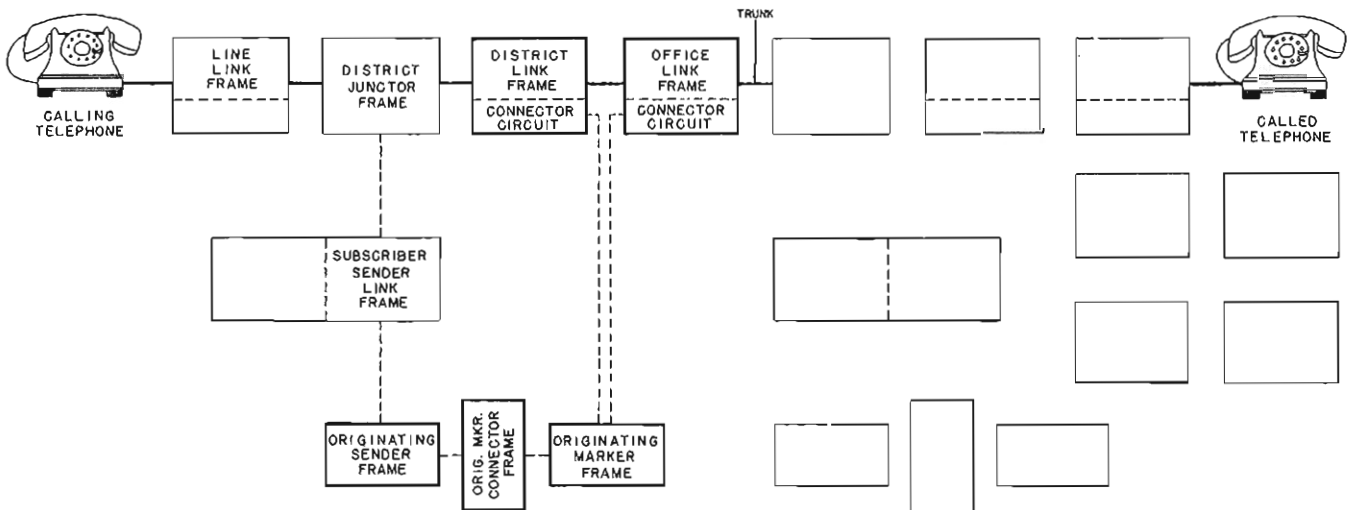 TRUNK
CALLING
TELEPHONE
LINE
LINK
FRAME
DISTRICT
JUNCTOR
FRAME
DISTRICT
LINK
FRAME
CONNECTOR
CIRCUIT
OFFICE
LINK
FRAME
CONNECTOR
CIRCUIT
CALLED
TELEPHONE
SUBSCRIBER
SENDER
LINK
FRAME
ORIGINATING
SENDER
FRAME
ORIG. MKR.
CONNECTOR
FRAME
ORIGINATING
MARKER
FRAME